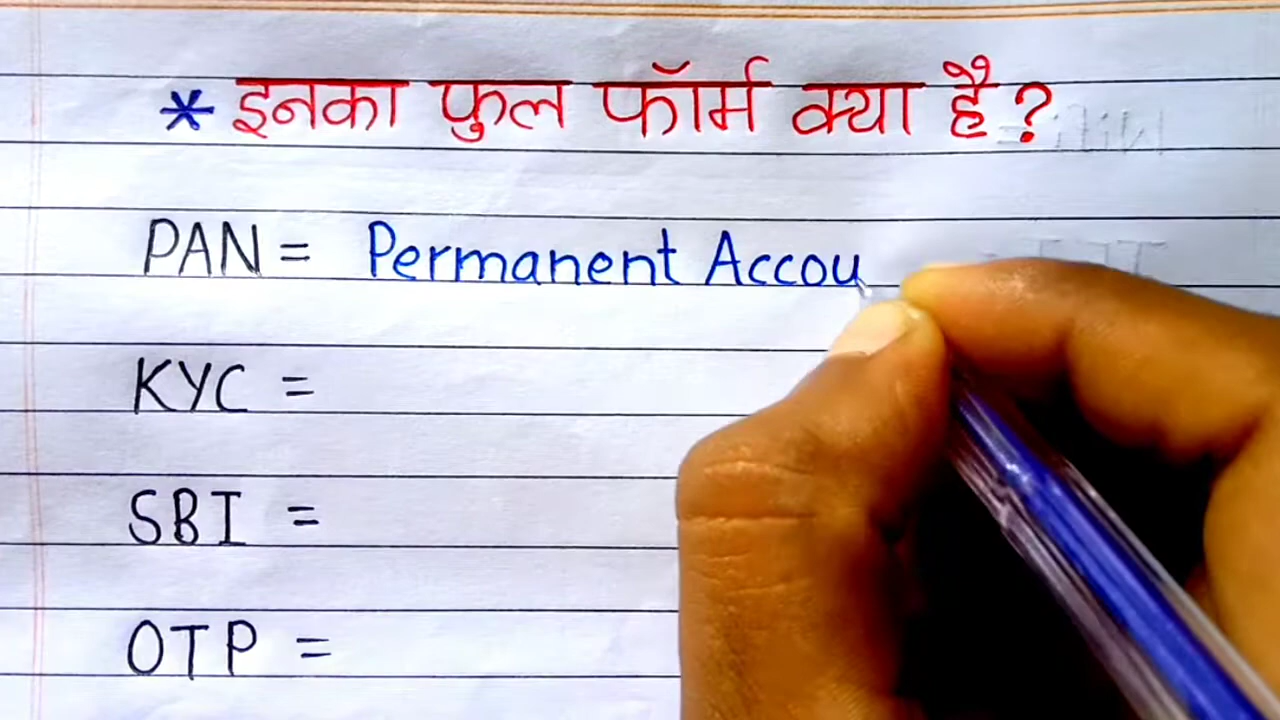 * इनका फुल फॉर्म क्या है?
PAN = Permanent Accou
KYC =
SBI =
OTP =